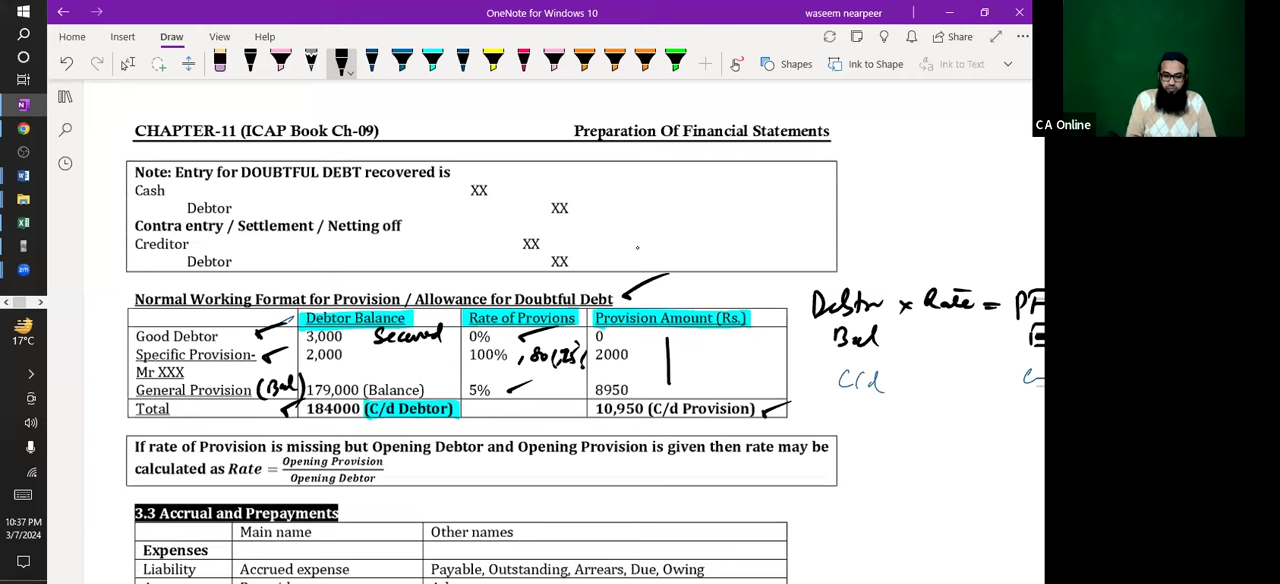 OneNote for Windows 10
waseem nearpeer
Home Insert Draw View Help
Share
Shapes Ink to Shape Ink to Text
C A Online
CHAPTER-11 (ICAP Book Ch-09) Preparation Of Financial Statements
Note: Entry for DOUBTFUL DEBT recovered is
Cash XX
Debtor XX
Contra entry / Settlement / Netting off
Creditor XX
Debtor XX
Normal Working Format for Provision / Allowance for Doubtful Debt
Debtor Balance Rate of Provions Provision Amount (Rs.)
Good Debtor 3,000 Secured 0% 0
Specific Provision- 2,000 100% 2000
Mr XXX
General Provision (Bal) 179,000 (Balance) 5% 8950
Total 184000 (C/d Debtor) 10,950 (C/d Provision)
Debtor x Rate =
Bal
C/d
If rate of Provision is missing but Opening Debtor and Opening Provision is given then rate may be
calculated as Rate = Opening Provision
Opening Debtor
3.3 Accrual and Prepayments
Main name Other names
Expenses
Liability Accrued expense Payable, Outstanding, Arrears, Due, Owing
17°C
10:37 PM
3/7/2024